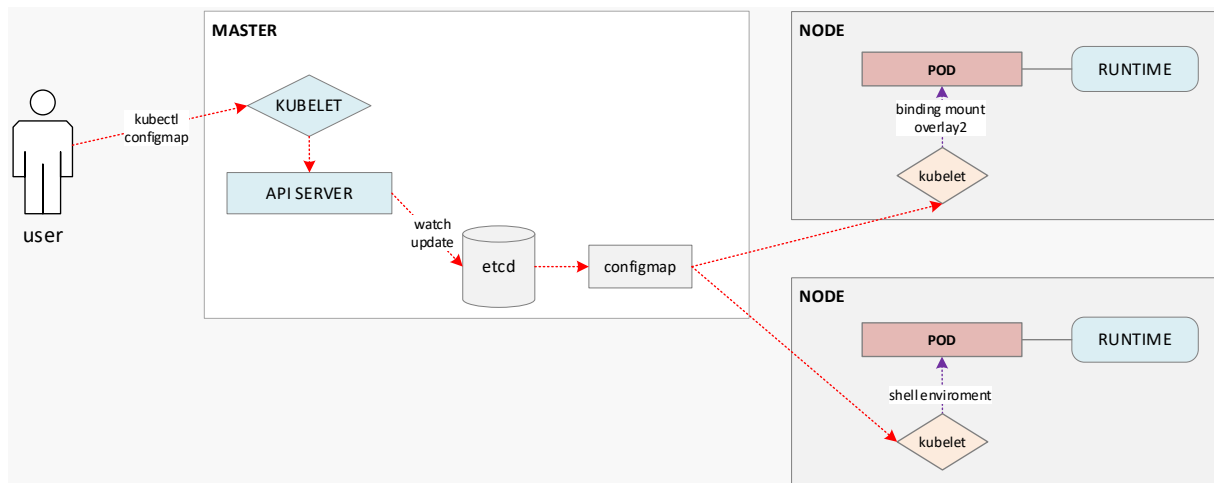 MASTER
KUBELET
kubectl
configmap
API SERVER
user
watch
update
etcd
configmap
NODE
POD
RUNTIME
binding mount
overlay2
kubelet
NODE
POD
RUNTIME
shell enviroment
kubelet